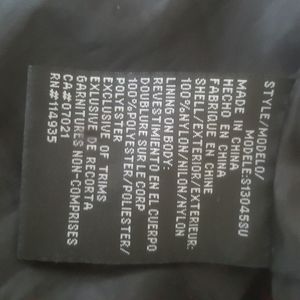 STYLE/MODELO/
MODELE:S13045SU
MADE IN CHINA
HECHO EN CHINA
FABRIQUE EN CHINE
SHELL/EXTERIOR/EXTERIEUR:
100%NYLON/NILON/NYLON
LINING ON BODY:
REVESTIMIENTO EN EL CUERPO
DOUBLURE SUR LE CORP
100%POLYESTER/POLIESTER/
POLYESTER
EXCLUSIVE OF TRIMS
EXLUSIVE DE RECORTA
GARNITURES NON-COMPRISES
CA#07021
RN#114935